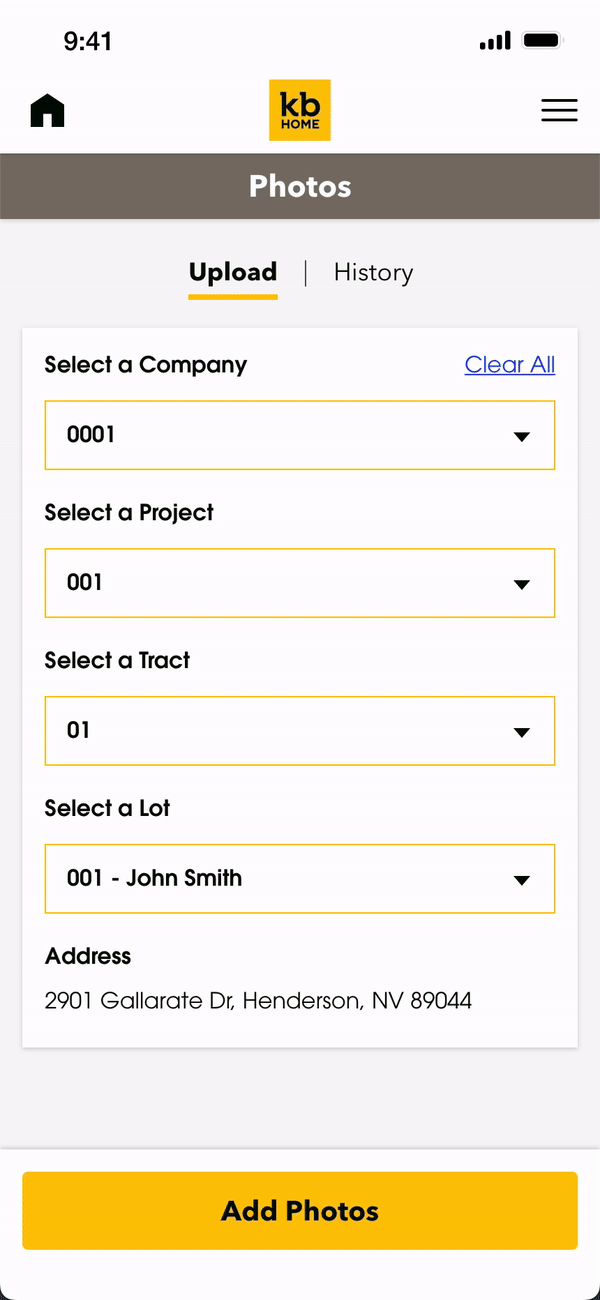 9:41
kb
HOME
Photos
Upload | History
Select a Company Clear All
0001
Select a Project
001
Select a Tract
01
Select a Lot
001 - John Smith
Address
2901 Gallarate Dr, Henderson, NV 89044
Add Photos